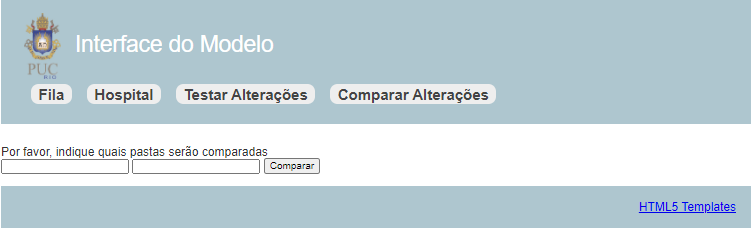 Interface do Modelo
PUC
RIO
Fila Hospital Testar Alterações Comparar Alterações
Por favor, indique quais pastas serão comparadas
Comparar
HTML5 Templates